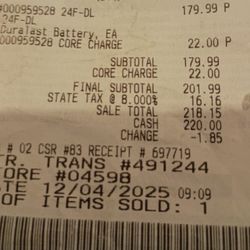 #000959528 24F-DL 179.99 P
24F-DL
Duralast Battery, EA
#000959528 CORE CHARGE 22.00 P
SUBTOTAL 179.99
CORE CHARGE 22.00
FINAL SUBTOTAL 201.99
STATE TAX @ 8.000% 16.16
SALE TOTAL 218.15
CASH 220.00
CHANGE -1.85
# 02 CSR #83 RECEIPT # 697719
TR. TRANS #491244
ORE #04598
ATE 12/04/2025 09:09
OF ITEMS SOLD: 1